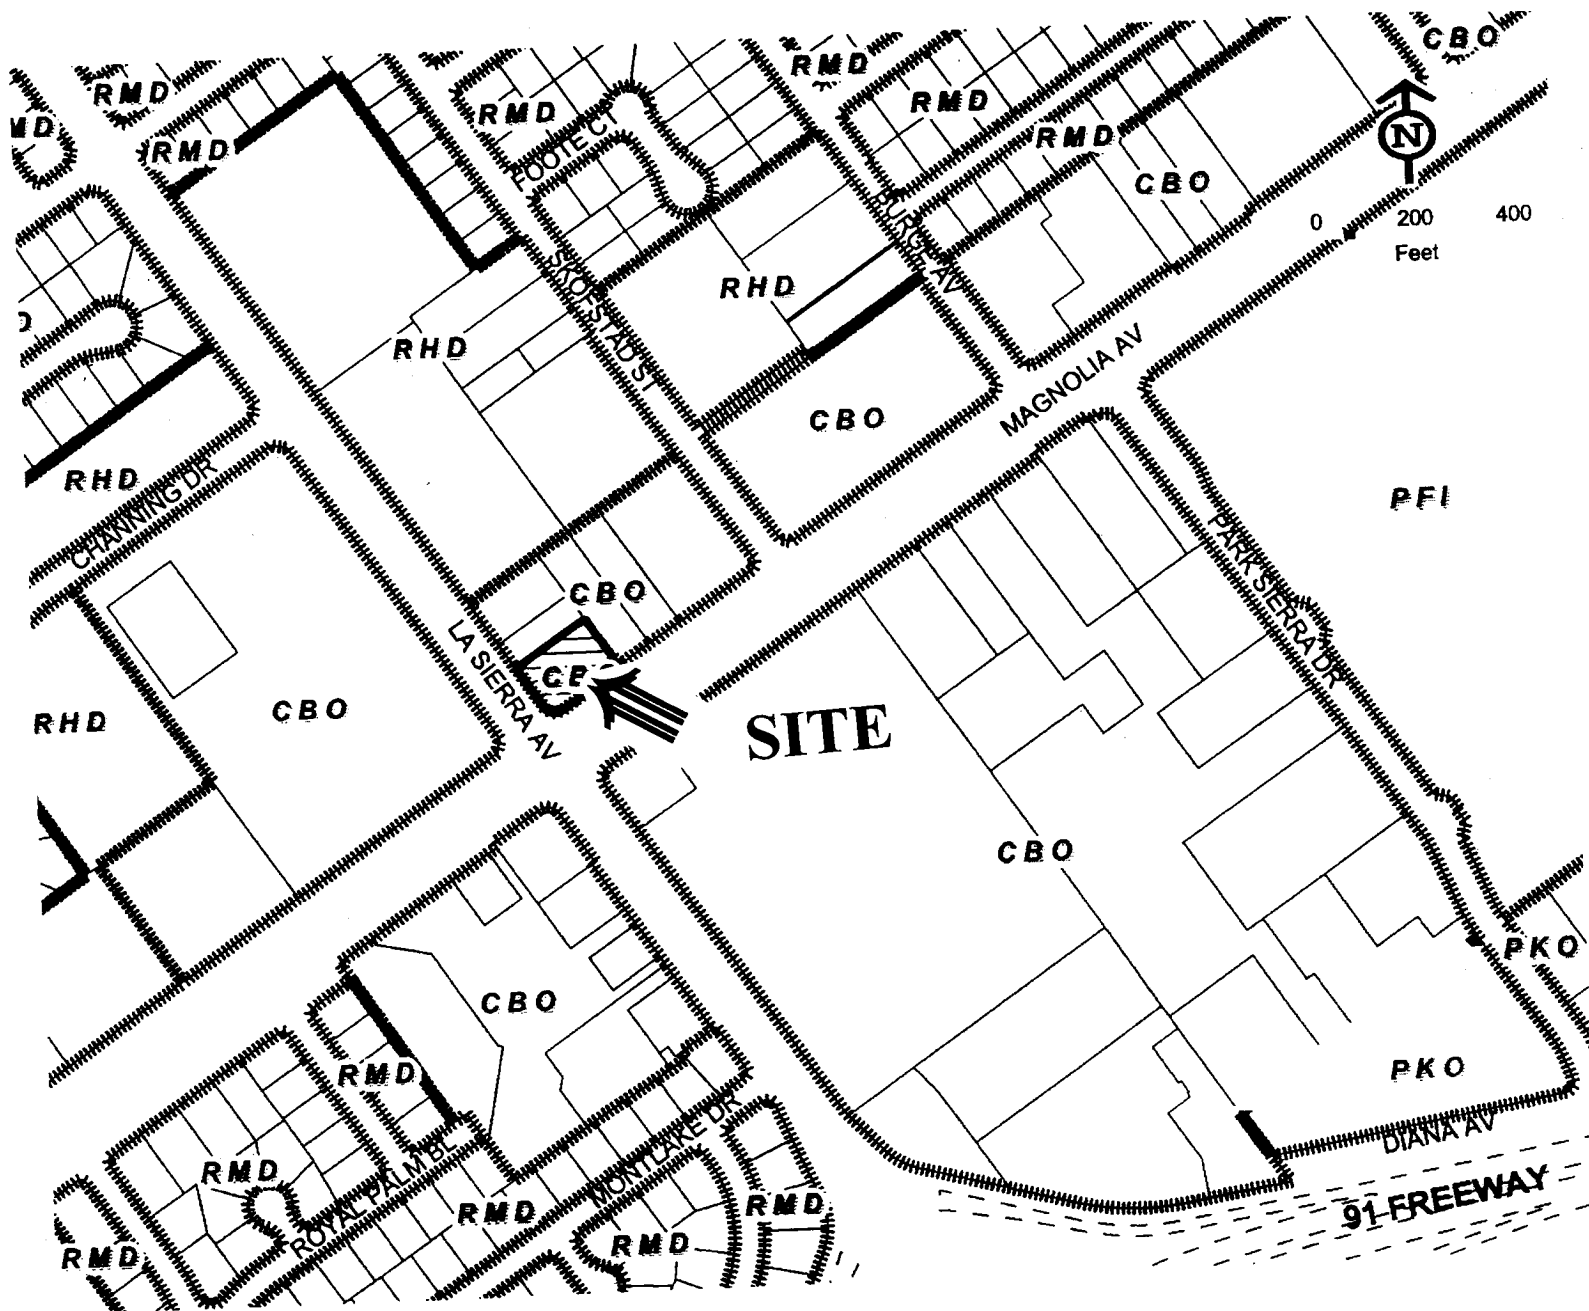 CBO
RMD
RMD
RMD
RMD
MD
RMD
RMD
FOOTE CT
CBO
N
0 200 400
Feet
BURGE AV
SKOFSTAD ST
RHD
RHD
MAGNOLIA AV
CBO
RHD
CHANNING DR
PFI
PARK SIERRA DR
CBO
LA SIERRA AV
CB
CBO
RHD
SITE
CBO
PKO
CBO
RMD
PKO
DIANA AV
MONTLAKE DR
ROYAL PALM BL
RMD
RMD
RMD
91 FREEWAY
RMD
RMD